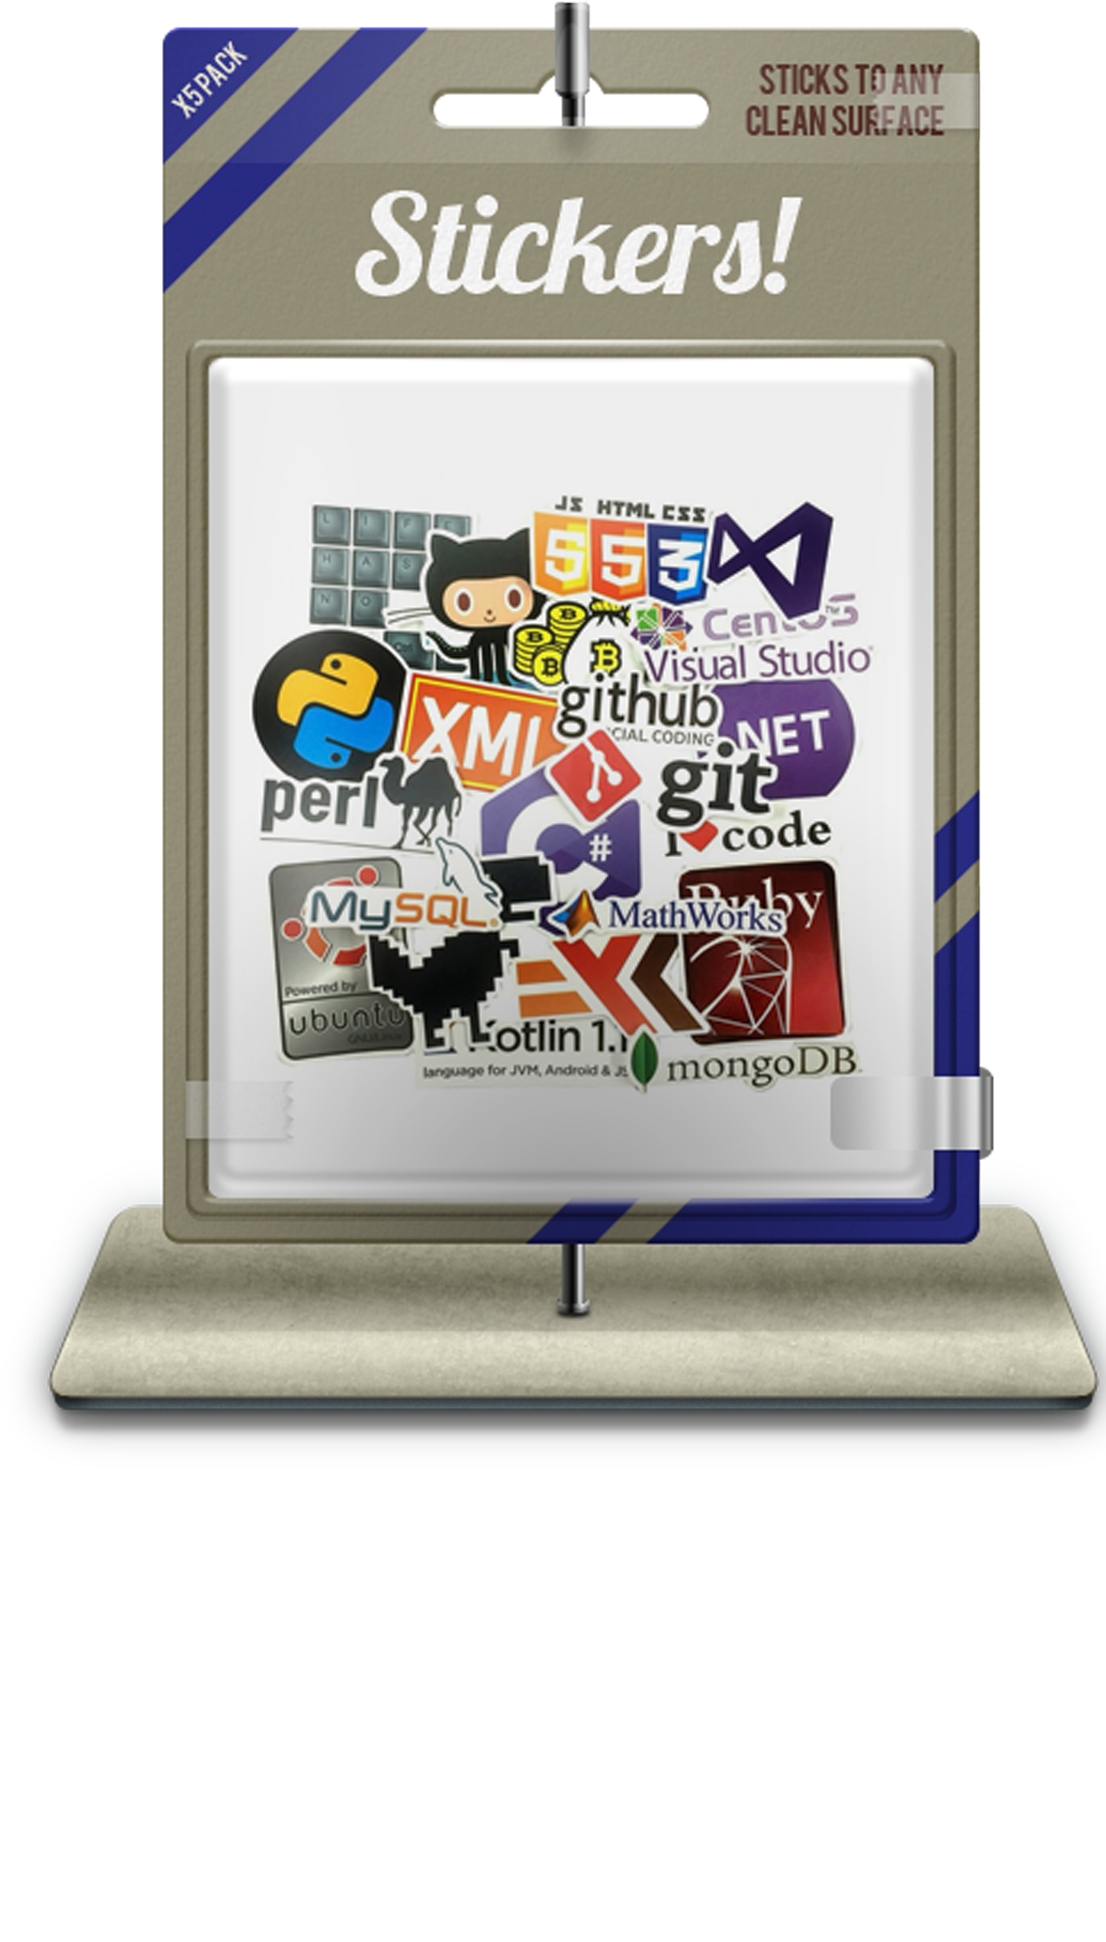 X5 PACK
STICKS TO ANY
CLEAN SURFACE
Stickers!
JS HTML CSS
5 5 3
L I F
H A S
N O
CentOS
TM
Visual Studio
XML
github
CIAL CODING
.NET
git
perl
I code
#
MySQL
MathWorks
Ruby
Powered by
ubuntu
Kotlin 1.1
language for JVM, Android & JS
mongoDB